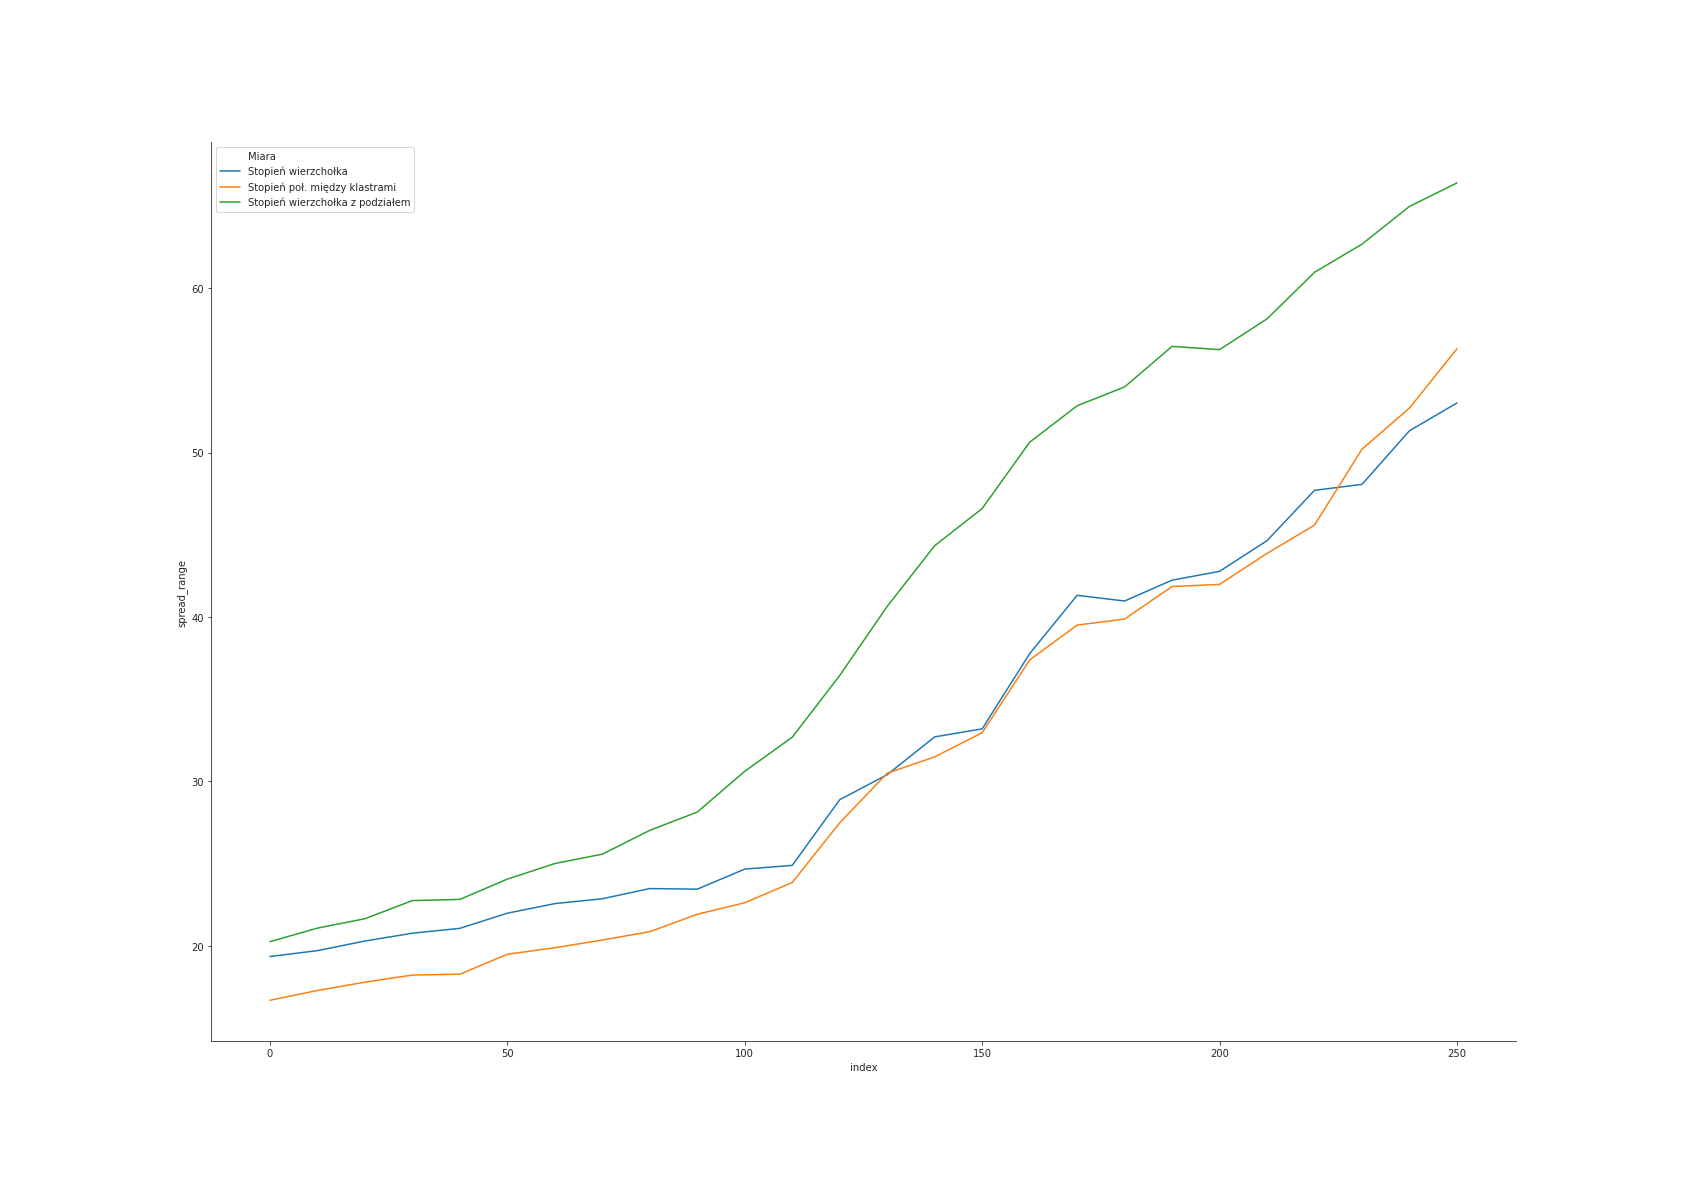 Miara
Stopień wierzchołka
Stopień poł. między klastrami
Stopień wierzchołka z podziałem
60
50
40
30
20
spread_range
0 50 100 150 200 250
index